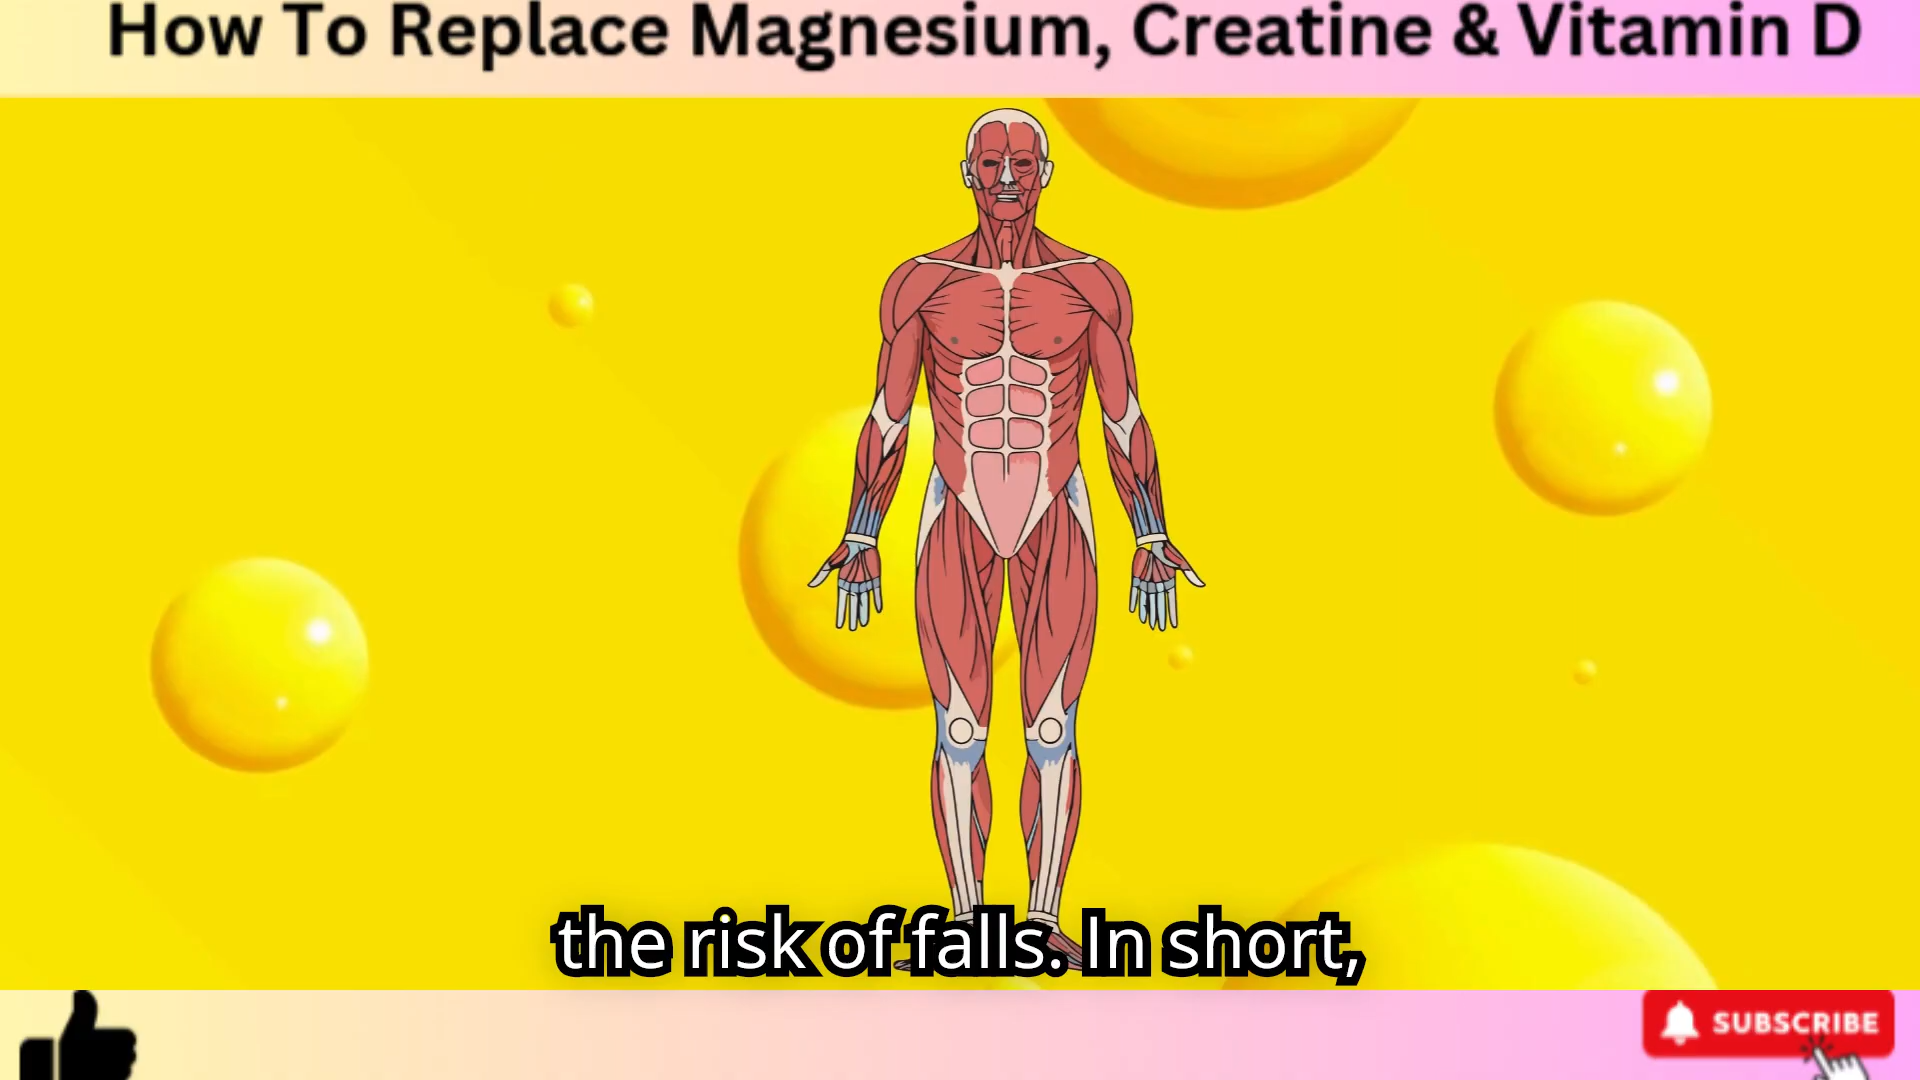 How To Replace Magnesium, Creatine & Vitamin D
the risk of falls. In short,
SUBSCRIBE